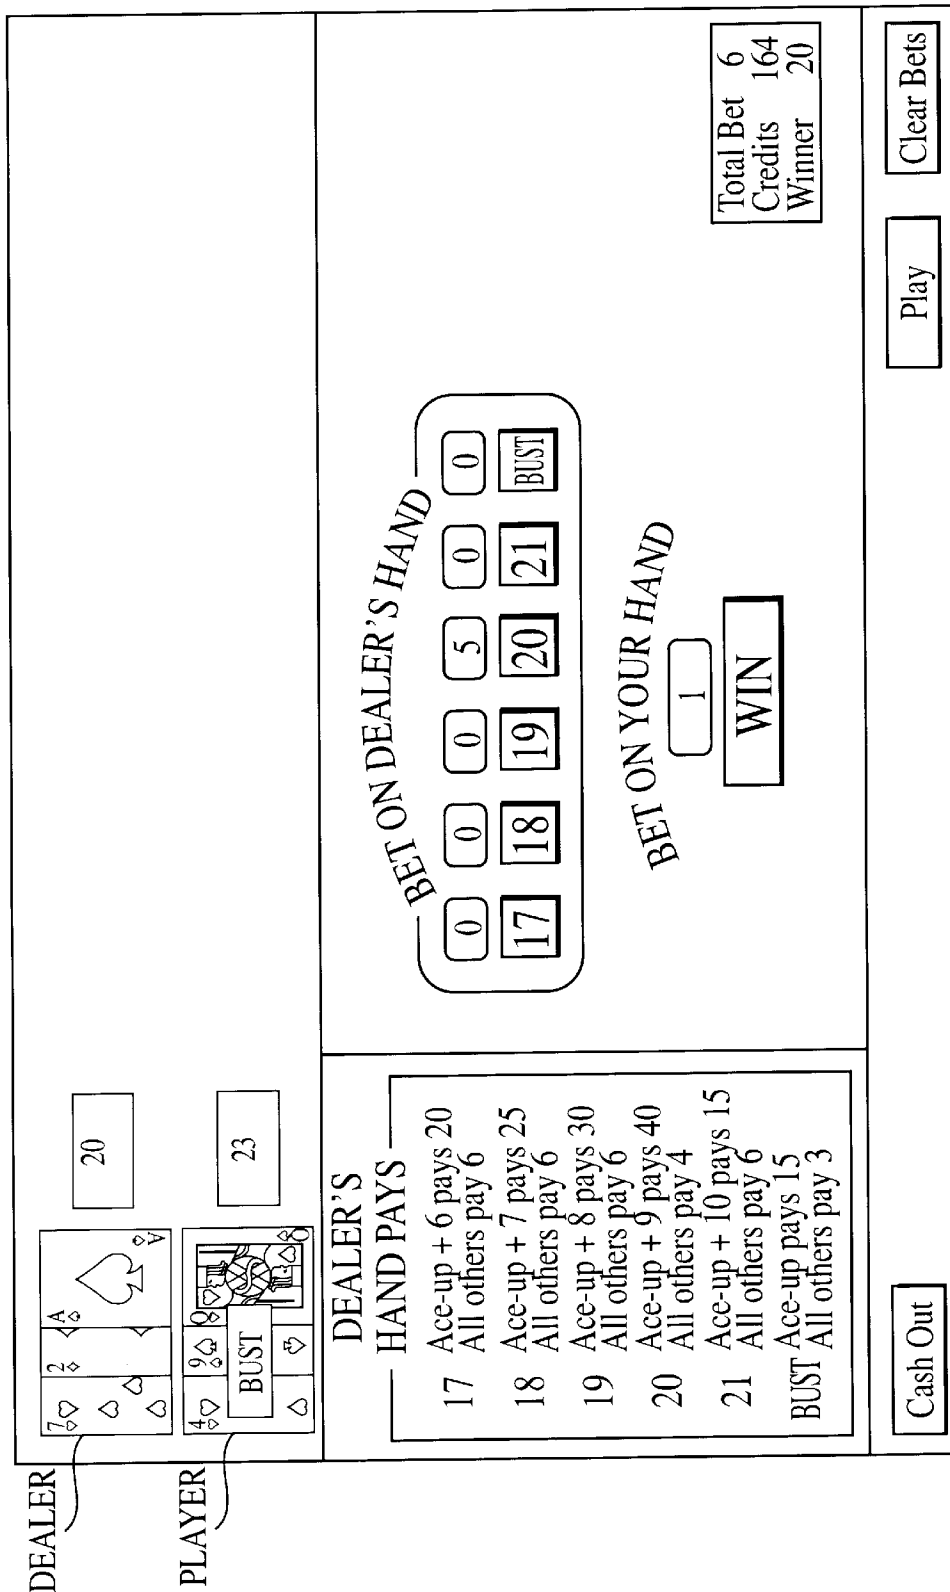 DEALER
7 2 A A
20
PLAYER
4 9 Q Q
BUST
23
DEALER'S
HAND PAYS
17 Ace-up + 6 pays 20
All others pay 6
18 Ace-up + 7 pays 25
All others pay 6
19 Ace-up + 8 pays 30
All others pay 6
20 Ace-up + 9 pays 40
All others pay 4
21 Ace-up + 10 pays 15
All others pay 6
BUST Ace-up pays 15
All others pay 3
BET ON DEALER'S HAND
0 0 0 5 0 0
17 18 19 20 21 BUST
BET ON YOUR HAND
1
WIN
Total Bet 6
Credits 164
Winner 20
Cash Out Play Clear Bets